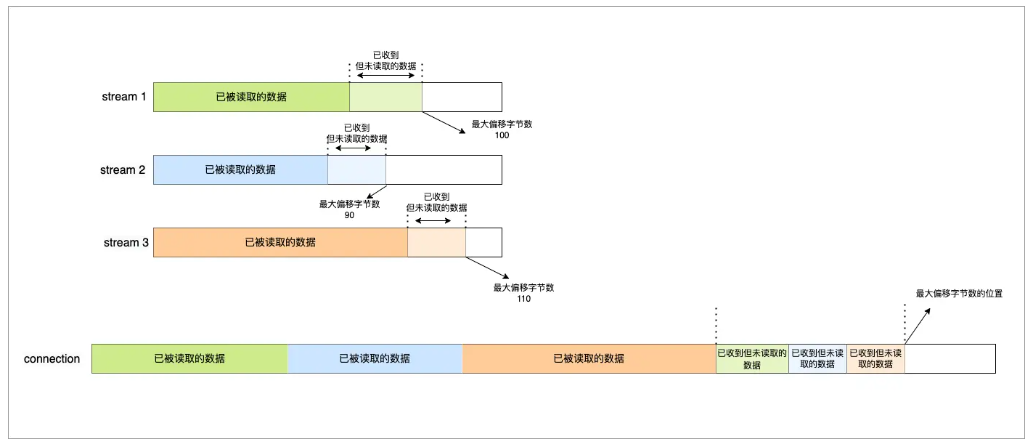 已收到
但未读取的数据
stream 1
已被读取的数据
最大偏移字节数
100
已收到
但未读取的数据
stream 2
已被读取的数据
最大偏移字节数
90
已收到
但未读取的数据
stream 3
已被读取的数据
最大偏移字节数
110
最大偏移字节数的位置
connection
已被读取的数据
已被读取的数据
已被读取的数据
已收到但未读取的
数据
已收到但未读
取的数据
已收到但未读
取的数据